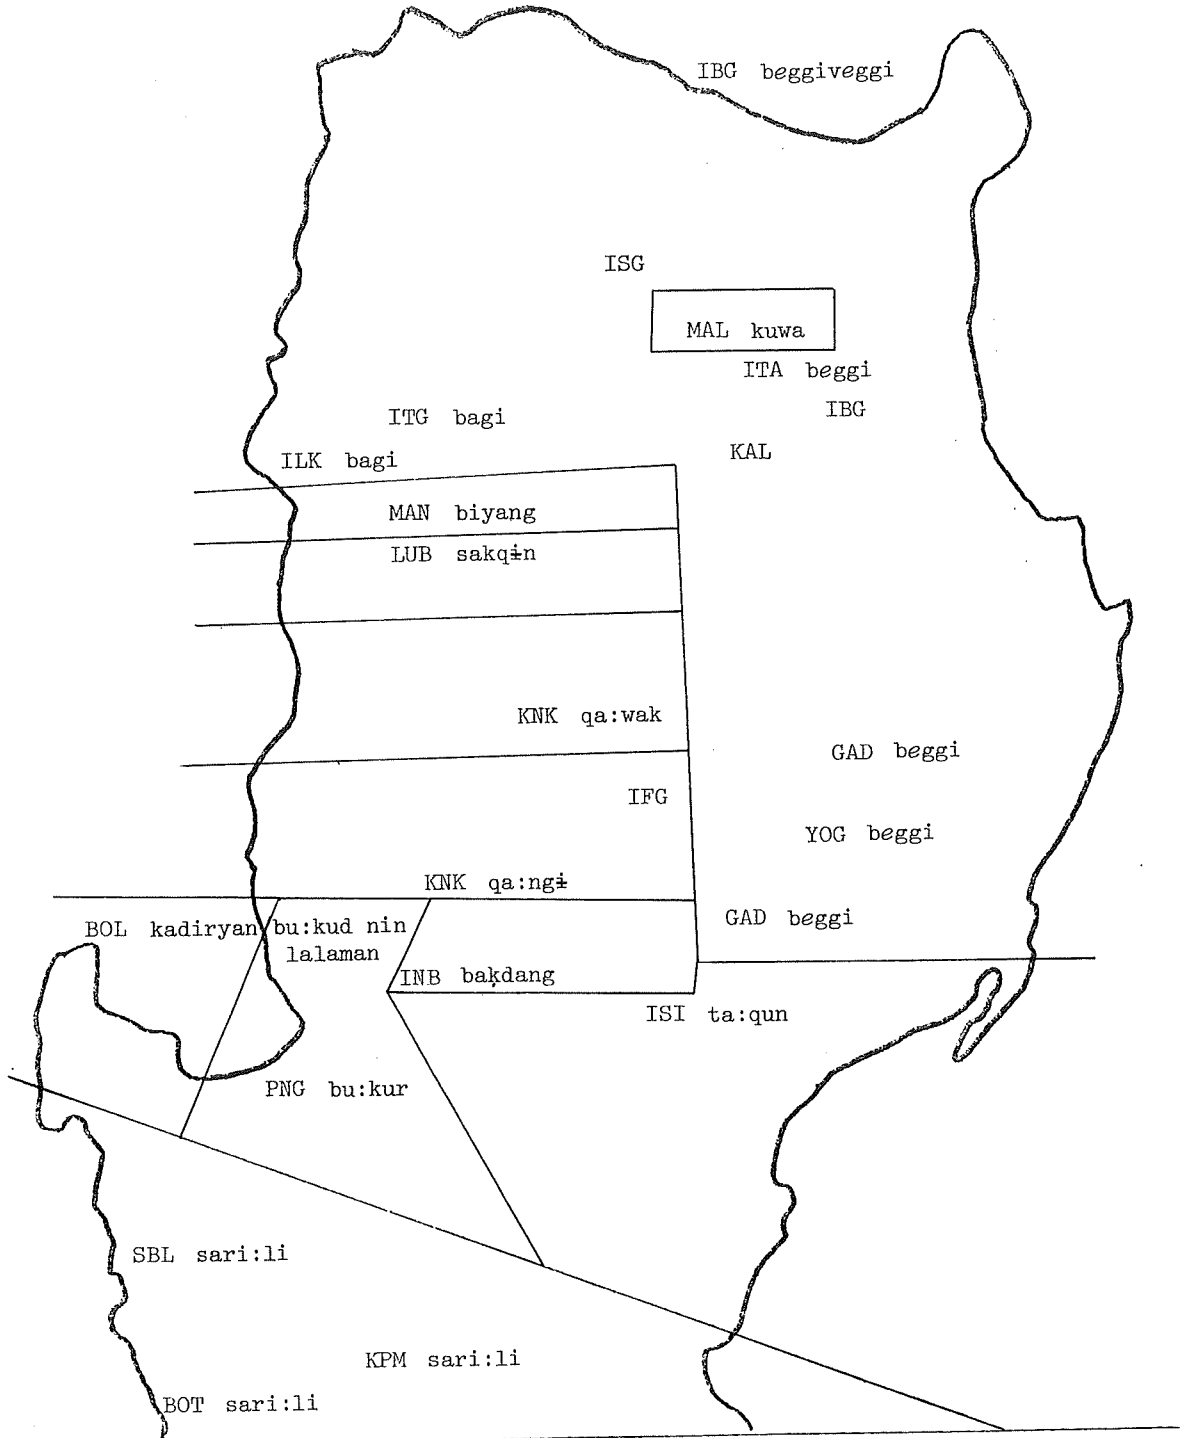 IBG beggiveggi
ISG
MAL kuwa
ITA beggi
IBG
ITG bagi
KAL
ILK bagi
MAN biyang
LUB sakqɨn
KNK qa:wak
GAD beggi
IFG
YOG beggi
KNK qa:ngɨ
GAD beggi
BOL kadiryan/bu:kud nin
lalaman
INB baḳdang
ISI ta:qun
PNG bu:kur
SBL sari:li
KPM sari:li
BOT sari:li